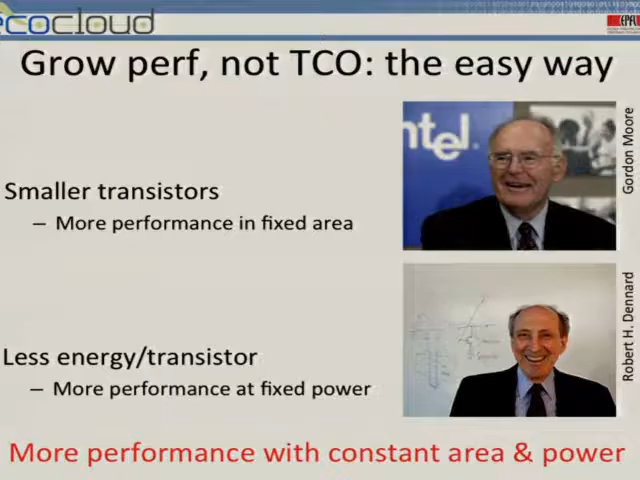 ecocloud
EPFL
Grow perf, not TCO: the easy way
intel
Gordon Moore
Smaller transistors
– More performance in fixed area
Robert H. Dennard
Less energy/transistor
– More performance at fixed power
More performance with constant area & power